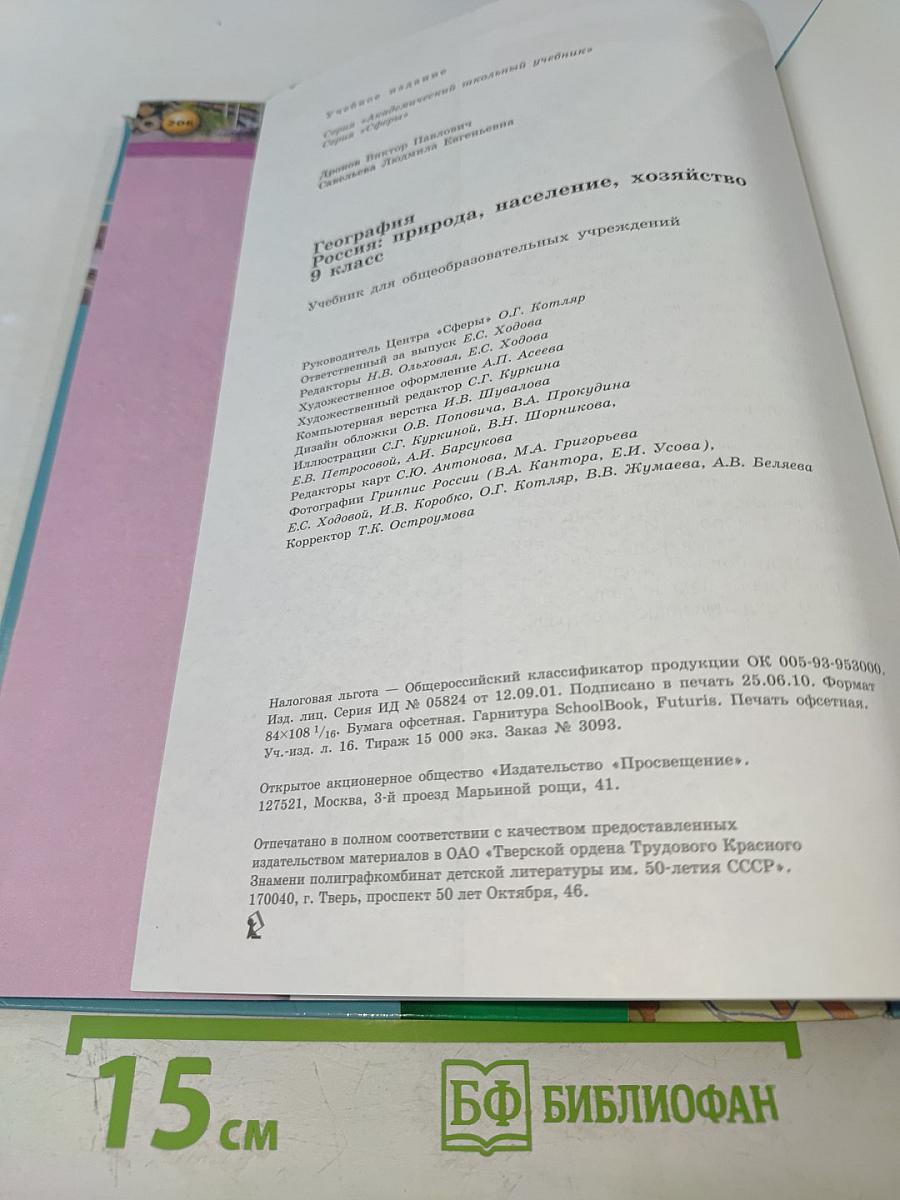 206
Учебное издание
Серия «Академический школьный учебник»
Серия «Сферы»
Дронов Виктор Павлович
Савельева Людмила Евгеньевна
География
Россия: природа, население, хозяйство
9 класс
Учебник для общеобразовательных учреждений
Руководитель Центра «Сферы» О.Г. Котляр
Ответственный за выпуск Е.С. Ходова
Редакторы Н.В. Ольховая, Е.С. Ходова
Художественное оформление А.П. Асеева
Художественный редактор С.Г. Куркина
Компьютерная верстка И.В. Шувалова
Дизайн обложки О.В. Поповича, В.А. Прокудина
Иллюстрации С.Г. Куркиной, В.Н. Шорникова,
Е.В. Петросовой, А.И. Барсукова
Редакторы карт С.Ю. Антонова, М.А. Григорьева
Фотографии Гринпис России (В.А. Кантора, Е.И. Усова),
Е.С. Ходовой, И.В. Коробко, О.Г. Котляр, В.В. Жумаева, А.В. Беляева
Корректор Т.К. Остроумова
Налоговая льгота — Общероссийский классификатор продукции ОК 005-93-953000.
Изд. лиц. Серия ИД № 05824 от 12.09.01. Подписано в печать 25.06.10. Формат
84×108 1/16. Бумага офсетная. Гарнитура SchoolBook, Futuris. Печать офсетная.
Уч.-изд. л. 16. Тираж 15 000 экз. Заказ № 3093.
Открытое акционерное общество «Издательство «Просвещение».
127521, Москва, 3-й проезд Марьиной рощи, 41.
Отпечатано в полном соответствии с качеством предоставленных
издательством материалов в ОАО «Тверской ордена Трудового Красного
Знамени полиграфкомбинат детской литературы им. 50-летия СССР».
170040, г. Тверь, проспект 50 лет Октября, 46.
15 см
БФ БИБЛИОФАН